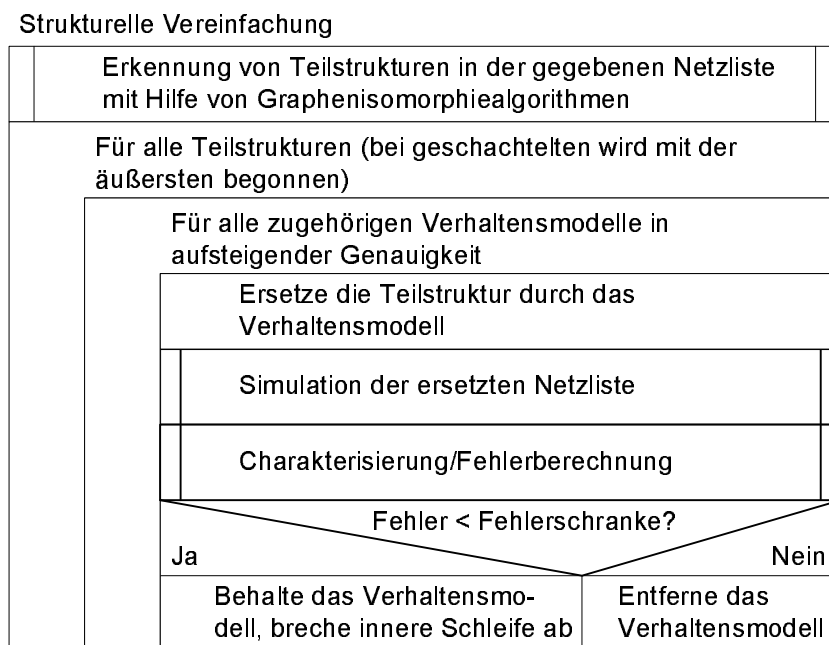 Strukturelle Vereinfachung
Erkennung von Teilstrukturen in der gegebenen Netzliste
mit Hilfe von Graphenisomorphiealgorithmen
Für alle Teilstrukturen (bei geschachtelten wird mit der
äußersten begonnen)
Für alle zugehörigen Verhaltensmodelle in
aufsteigender Genauigkeit
Ersetze die Teilstruktur durch das
Verhaltensmodell
Simulation der ersetzten Netzliste
Charakterisierung/Fehlerberechnung
Fehler < Fehlerschranke?
Ja
Nein
Behalte das Verhaltensmo-
dell, breche innere Schleife ab
Entferne das
Verhaltensmodell